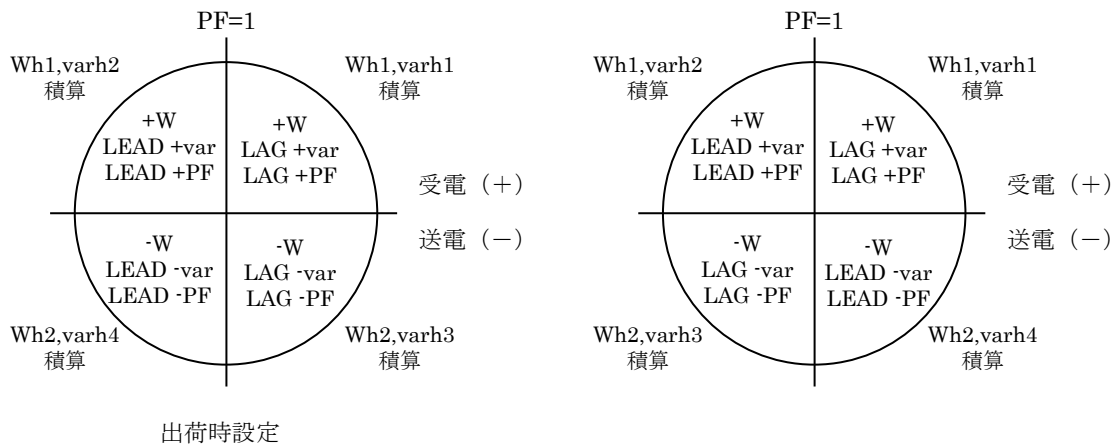 PF=1
Wh1,varh2
積算
Wh1,varh1
積算
+W
LEAD +var
LEAD +PF
+W
LAG +var
LAG +PF
受電（＋）
送電（－）
-W
LEAD -var
LEAD -PF
-W
LAG -var
LAG -PF
Wh2,varh4
積算
Wh2,varh3
積算
出荷時設定
PF=1
Wh1,varh2
積算
Wh1,varh1
積算
+W
LEAD +var
LEAD +PF
+W
LAG +var
LAG +PF
受電（＋）
送電（－）
-W
LAG -var
LAG -PF
-W
LEAD -var
LEAD -PF
Wh2,varh3
積算
Wh2,varh4
積算